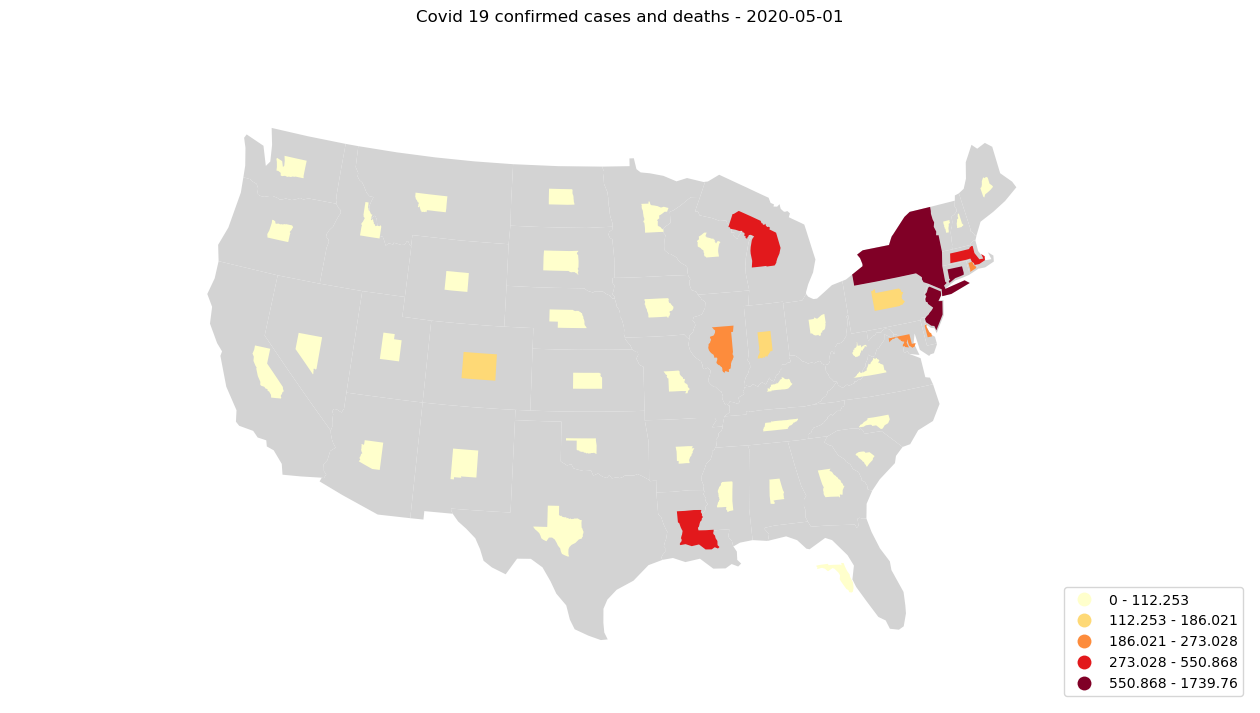 Covid 19 confirmed cases and deaths - 2020-05-01
0 - 112.253
112.253 - 186.021
186.021 - 273.028
273.028 - 550.868
550.868 - 1739.76